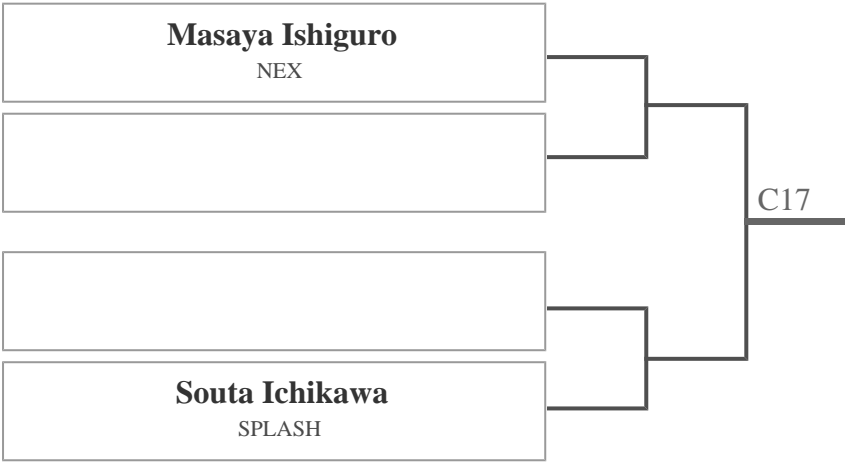 Masaya Ishiguro
NEX
C17
Souta Ichikawa
SPLASH